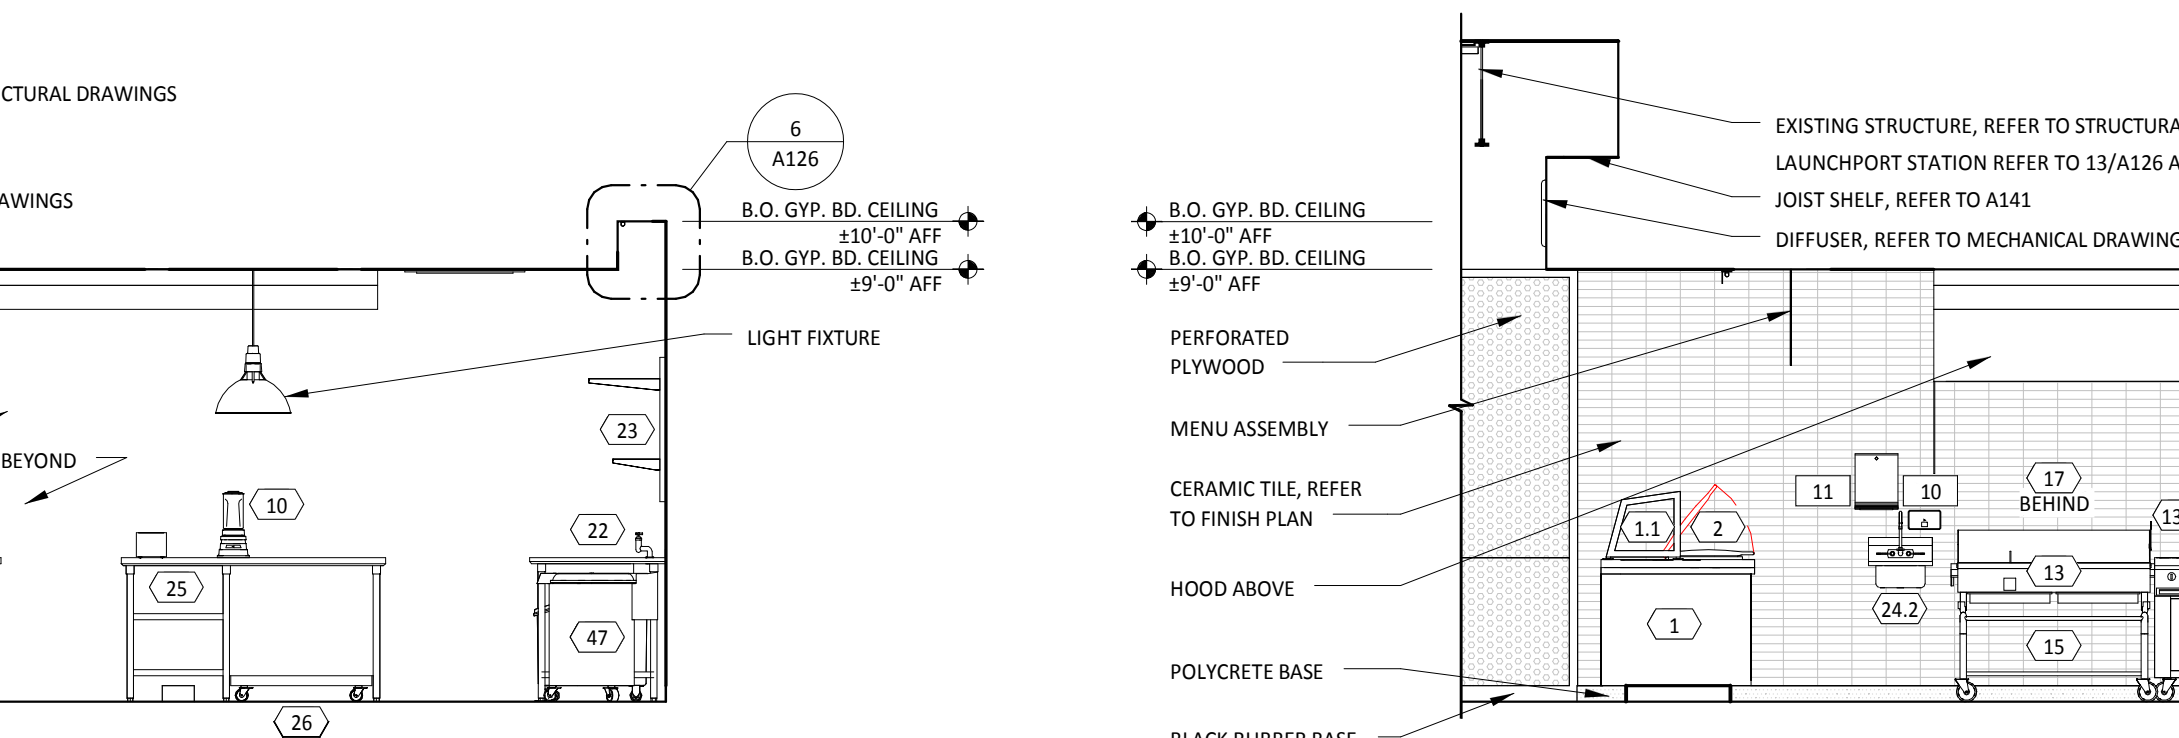 CTURAL DRAWINGS
AWINGS
6
A126
B.O. GYP. BD. CEILING
±10'-0" AFF
B.O. GYP. BD. CEILING
±9'-0" AFF
LIGHT FIXTURE
23
BEYOND
10
22
25
47
26
EXISTING STRUCTURE, REFER TO STRUCTURA
LAUNCHPORT STATION REFER TO 13/A126 A
JOIST SHELF, REFER TO A141
DIFFUSER, REFER TO MECHANICAL DRAWING
B.O. GYP. BD. CEILING
±10'-0" AFF
B.O. GYP. BD. CEILING
±9'-0" AFF
PERFORATED
PLYWOOD
MENU ASSEMBLY
CERAMIC TILE, REFER
TO FINISH PLAN
HOOD ABOVE
POLYCRETE BASE
BLACK RUBBER BASE
11
10
17
BEHIND
1.1
2
13
13
24.2
1
15